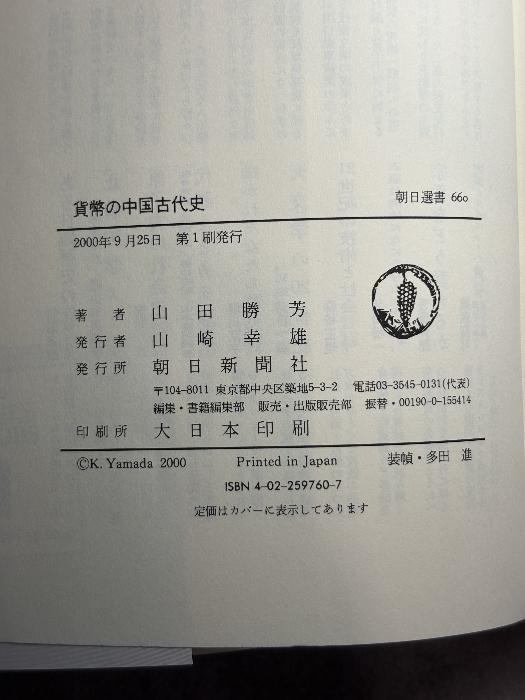 貨幣の中国古代史 朝日選書 660
2000年9月25日 第1刷発行
著者 山田勝芳
発行者 山崎幸雄
発行所 朝日新聞社
〒104-8011 東京都中央区築地5-3-2 電話03-3545-0131(代表)
編集・書籍編集部 販売・出版販売部 振替・00190-0-155414
印刷所 大日本印刷
©K. Yamada 2000 Printed in Japan 装幀・多田進
ISBN 4-02-259760-7
定価はカバーに表示してあります